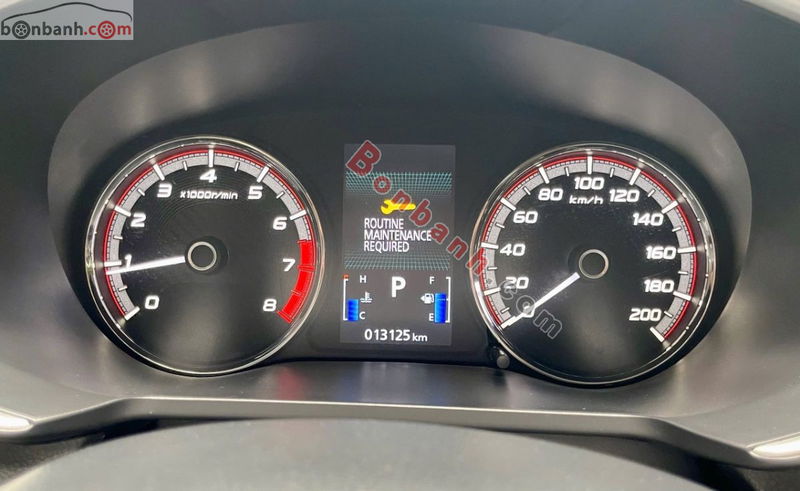 bonbanh.com
Bonbanh.com
0
1
2
3
4
5
6
7
8
x1000r/min
ROUTINE
MAINTENANCE
REQUIRED
H P F
C E
013125 km
0
20
40
60
80
100
120
140
160
180
200
km/h